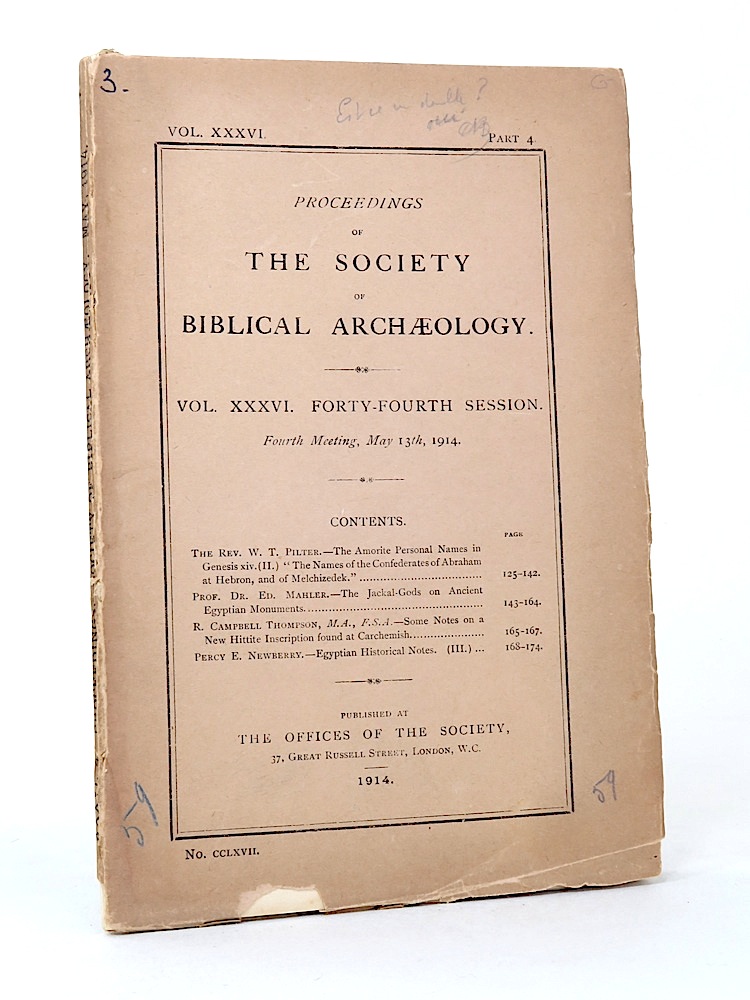 3.
Est ce un double?
oui
VOL. XXXVI.
PART 4.
PROCEEDINGS
OF
THE SOCIETY
OF
BIBLICAL ARCHÆOLOGY.
VOL. XXXVI. FORTY-FOURTH SESSION.
Fourth Meeting, May 13th, 1914.
CONTENTS.
PAGE
THE REV. W. T. PILTER.—The Amorite Personal Names in
Genesis xiv. (II.) "The Names of the Confederates of Abraham
at Hebron, and of Melchizedek." ................................... 125-142.
PROF. DR. ED. MAHLER.—The Jackal-Gods on Ancient
Egyptian Monuments.................................................. 143-164.
R. CAMPBELL THOMPSON, M.A., F.S.A.—Some Notes on a
New Hittite Inscription found at Carchemish..................... 165-167.
PERCY E. NEWBERRY.—Egyptian Historical Notes. (III.) ... 168-174.
PUBLISHED AT
THE OFFICES OF THE SOCIETY,
37, GREAT RUSSELL STREET, LONDON, W.C.
1914.
59
59
No. CCLXVII.